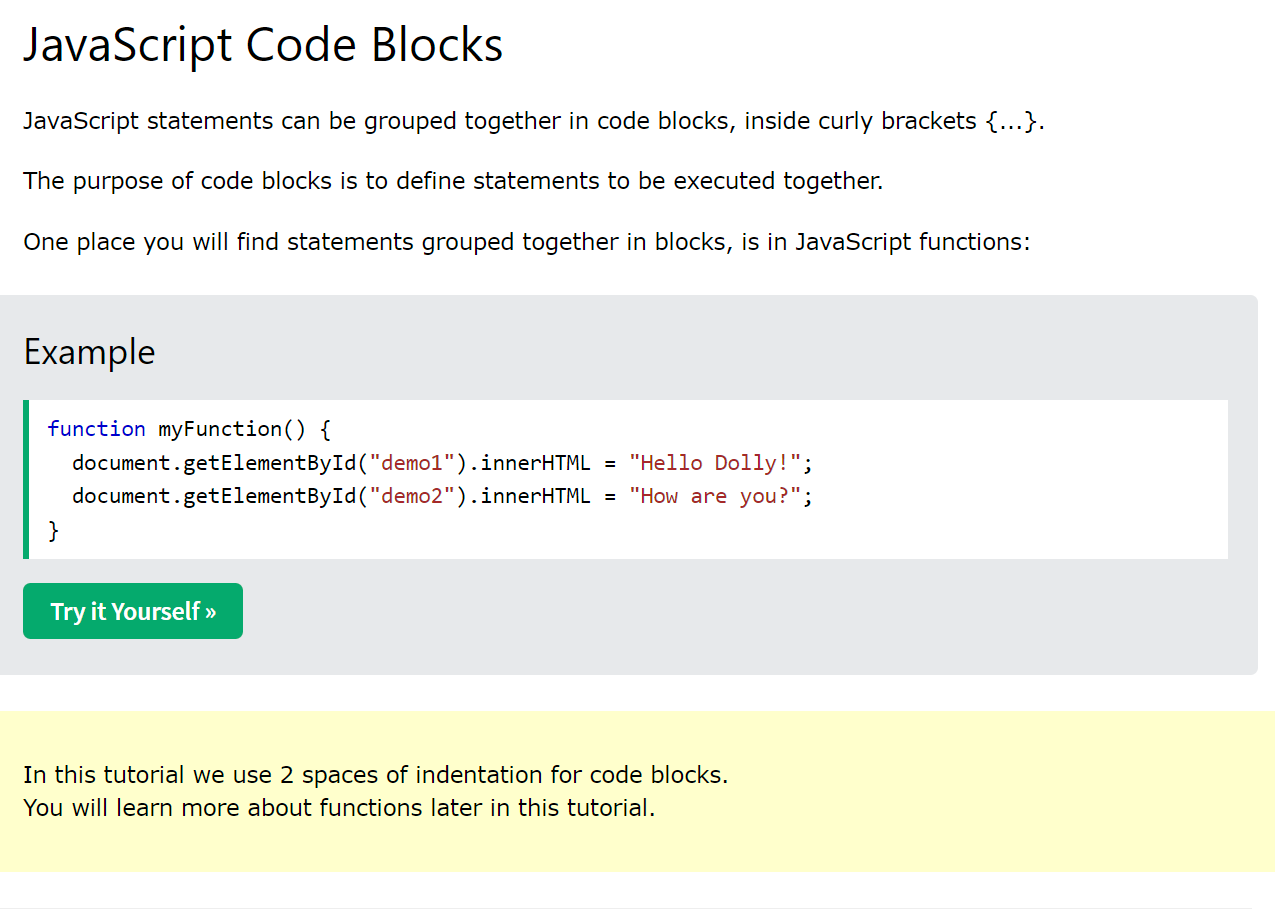 JavaScript Code Blocks
JavaScript statements can be grouped together in code blocks, inside curly brackets {...}.
The purpose of code blocks is to define statements to be executed together.
One place you will find statements grouped together in blocks, is in JavaScript functions:
Example
function myFunction() {
  document.getElementById("demo1").innerHTML = "Hello Dolly!";
  document.getElementById("demo2").innerHTML = "How are you?";
}
Try it Yourself »
In this tutorial we use 2 spaces of indentation for code blocks.
You will learn more about functions later in this tutorial.